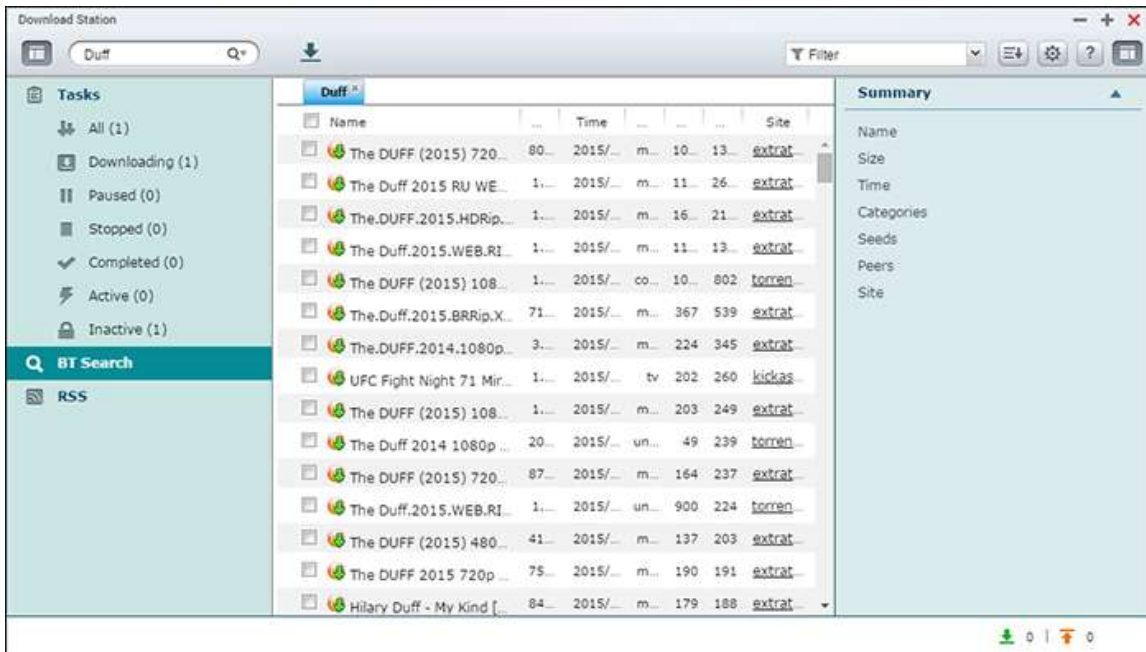 Download Station
Duff
Filter
?
Tasks
All (1)
Downloading (1)
Paused (0)
Stopped (0)
Completed (0)
Active (0)
Inactive (1)
BT Search
RSS
Duff
Name ... Time ... ... ... Site
The DUFF (2015) 720... 80... 2015/... m... 10... 13... extrat...
The Duff 2015 RU WE... 1,... 2015/... m... 11... 26... extrat...
The.DUFF.2015.HDRip.... 1,... 2015/... m... 16... 21... extrat...
The Duff.2015.WEB.RI... 1,... 2015/... m... 11... 13... extrat...
The DUFF (2015) 108... 1,... 2015/... co... 10... 802 torren...
The.Duff.2015.BRRip.X... 71... 2015/... m... 367 539 extrat...
The.DUFF.2014.1080p... 3,... 2015/... m... 224 345 extrat...
UFC Fight Night 71 Mir... 1,... 2015/... tv 202 260 kickas...
The DUFF (2015) 108... 1,... 2015/... m... 203 249 extrat...
The Duff 2014 1080p ... 20... 2015/... un... 49 239 torren...
The DUFF (2015) 720... 87... 2015/... m... 164 237 extrat...
The Duff.2015.WEB.RI... 1,... 2015/... un... 900 224 torren...
The DUFF (2015) 480... 41... 2015/... m... 137 203 extrat...
The DUFF 2015 720p ... 75... 2015/... m... 190 191 extrat...
Hilary Duff - My Kind [... 84... 2015/... m... 179 188 extrat...
Summary
Name
Size
Time
Categories
Seeds
Peers
Site
0 | 0